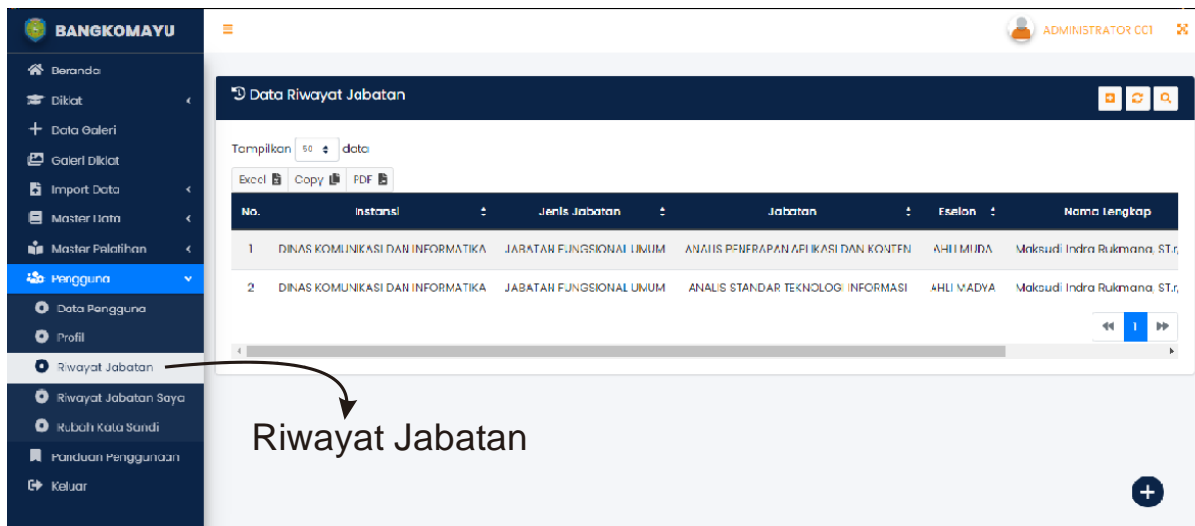 BANGKOMAYU
ADMINISTRATOR CC1
Beranda
Diklat
Data Galeri
Galeri Diklat
Import Data
Master Data
Master Pelatihan
Pengguna
Data Pengguna
Profil
Riwayat Jabatan
Riwayat Jabatan Saya
Rubah Kata Sandi
Panduan Penggunaan
Keluar
Data Riwayat Jabatan
Tampilkan 50 data
Excel Copy PDF
No. Instansi Jenis Jabatan Jabatan Eselon Nama Lengkap
1 DINAS KOMUNIKASI DAN INFORMATIKA JABATAN FUNGSIONAL UMUM ANALIS PENERAPAN APLIKASI DAN KONTEN AHLI MUDA Maksudi Indra Rukmana, ST.r,
2 DINAS KOMUNIKASI DAN INFORMATIKA JABATAN FUNGSIONAL UMUM ANALIS STANDAR TEKNOLOGI INFORMASI AHLI MADYA Maksudi Indra Rukmana, ST.r,
1
Riwayat Jabatan